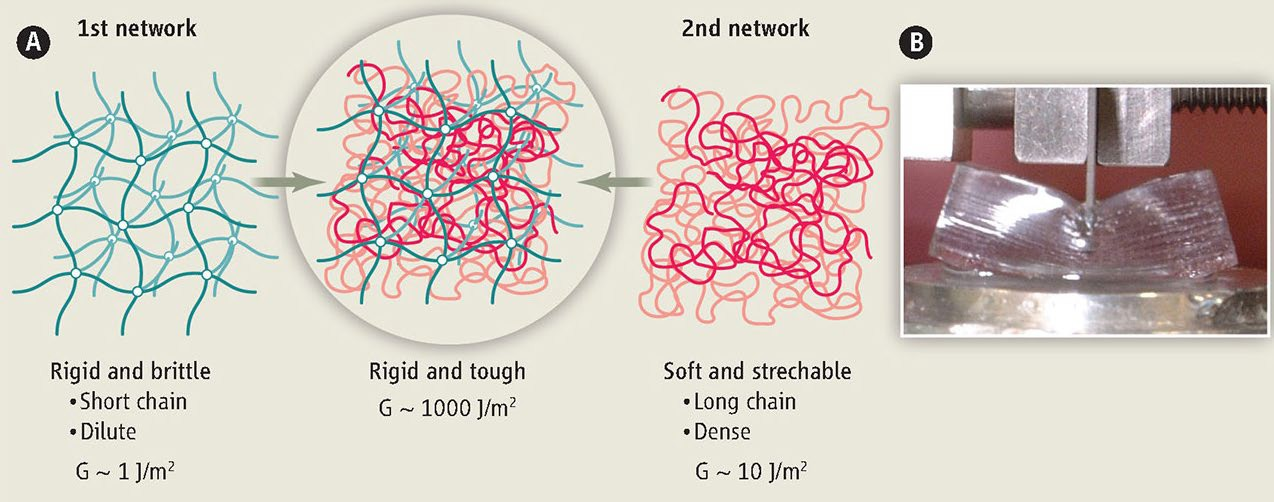 A
1st network
2nd network
B
Rigid and brittle
•Short chain
•Dilute
G ~ 1 J/m²
Rigid and tough
G ~ 1000 J/m²
Soft and strechable
•Long chain
•Dense
G ~ 10 J/m²